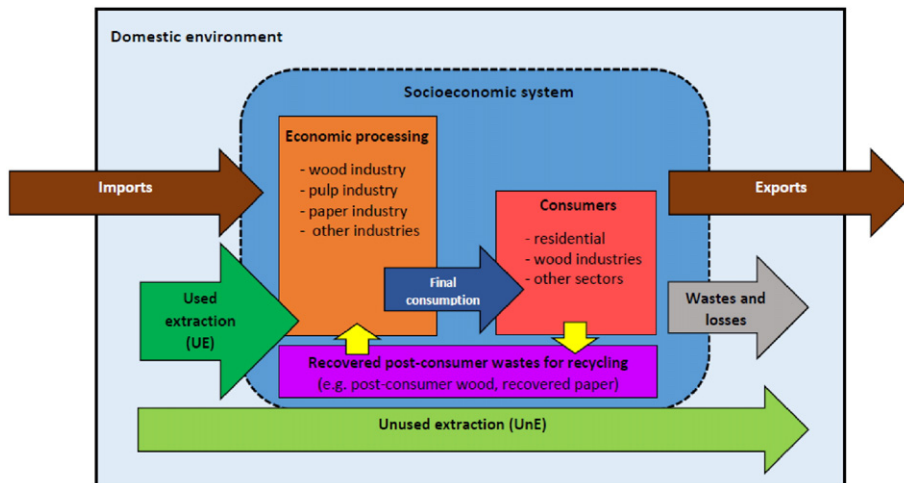 Domestic environment
Socioeconomic system
Economic processing
- wood industry
- pulp industry
- paper industry
- other industries
Imports
Exports
Consumers
- residential
- wood industries
- other sectors
Used
extraction
(UE)
Final
consumption
Wastes and
losses
Recovered post-consumer wastes for recycling
(e.g. post-consumer wood, recovered paper)
Unused extraction (UnE)